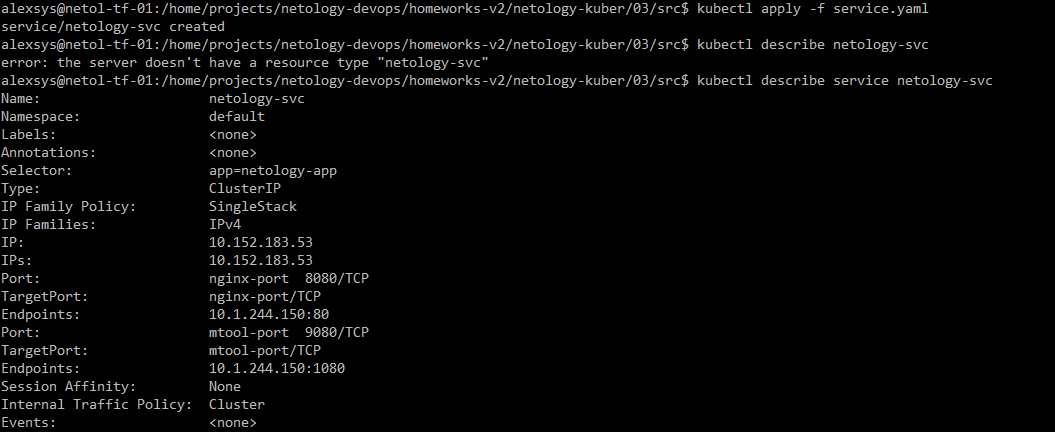 alexsys@netol-tf-01:/home/projects/netology-devops/homeworks-v2/netology-kuber/03/src$ kubectl apply -f service.yaml
service/netology-svc created
alexsys@netol-tf-01:/home/projects/netology-devops/homeworks-v2/netology-kuber/03/src$ kubectl describe netology-svc
error: the server doesn't have a resource type "netology-svc"
alexsys@netol-tf-01:/home/projects/netology-devops/homeworks-v2/netology-kuber/03/src$ kubectl describe service netology-svc
Name:                     netology-svc
Namespace:                default
Labels:                   <none>
Annotations:              <none>
Selector:                 app=netology-app
Type:                     ClusterIP
IP Family Policy:         SingleStack
IP Families:              IPv4
IP:                       10.152.183.53
IPs:                      10.152.183.53
Port:                     nginx-port  8080/TCP
TargetPort:               nginx-port/TCP
Endpoints:                10.1.244.150:80
Port:                     mtool-port  9080/TCP
TargetPort:               mtool-port/TCP
Endpoints:                10.1.244.150:1080
Session Affinity:         None
Internal Traffic Policy:  Cluster
Events:                   <none>